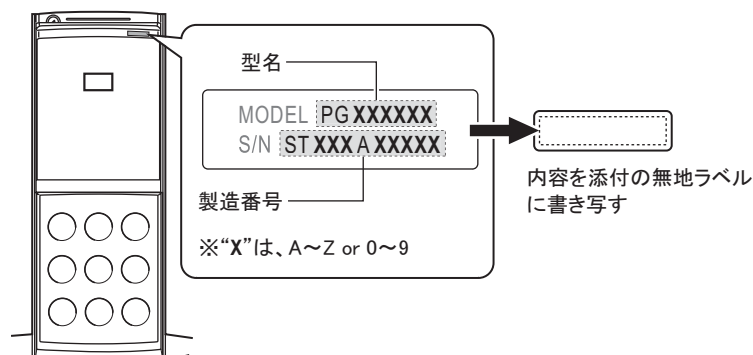 型名
MODEL PG XXXXXX
S/N ST XXX A XXXXX
製造番号
※“X”は、A～Z or 0～9
内容を添付の無地ラベル
に書き写す